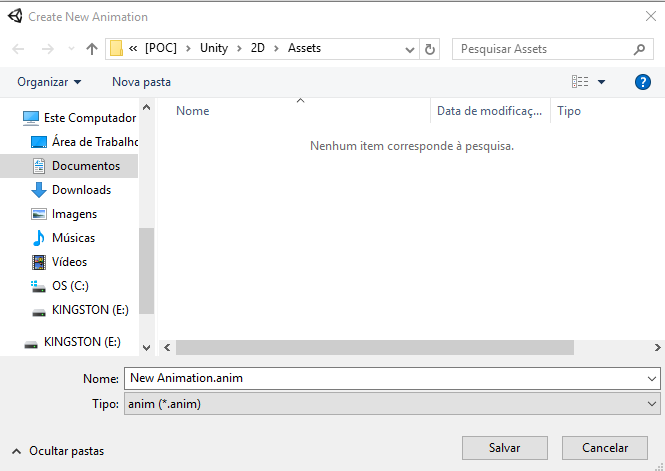 Create New Animation
« [POC] > Unity > 2D > Assets
Pesquisar Assets
Organizar
Nova pasta
Este Computador
Área de Trabalho
Documentos
Downloads
Imagens
Músicas
Vídeos
OS (C:)
KINGSTON (E:)
KINGSTON (E:)
Nome
Data de modificaç...
Tipo
Nenhum item corresponde à pesquisa.
Nome: New Animation.anim
Tipo: anim (*.anim)
Ocultar pastas
Salvar
Cancelar